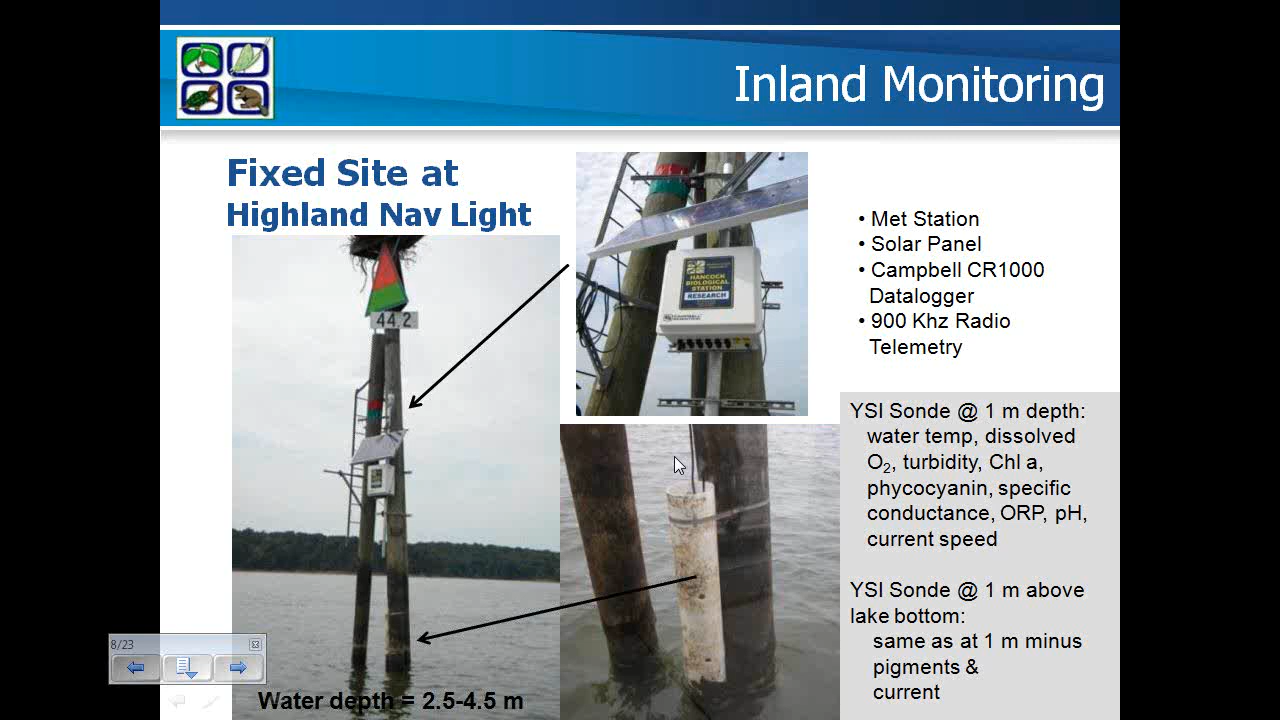 Inland Monitoring
Fixed Site at
Highland Nav Light
44.2
HANCOCK
BIOLOGICAL
STATION
RESEARCH
CAMPBELL
• Met Station
• Solar Panel
• Campbell CR1000
Datalogger
• 900 Khz Radio
Telemetry
YSI Sonde @ 1 m depth:
water temp, dissolved
O₂, turbidity, Chl a,
phycocyanin, specific
conductance, ORP, pH,
current speed
YSI Sonde @ 1 m above
lake bottom:
same as at 1 m minus
pigments &
current
8/23
Water depth = 2.5-4.5 m